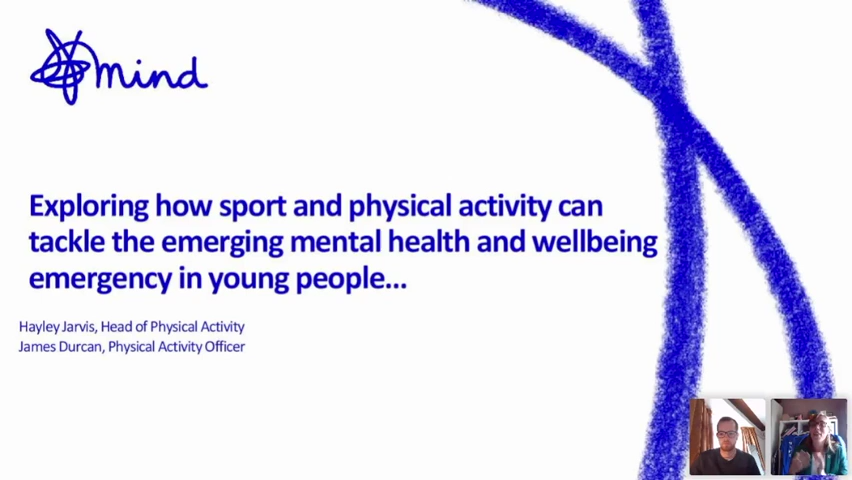 mind
Exploring how sport and physical activity can
tackle the emerging mental health and wellbeing
emergency in young people...
Hayley Jarvis, Head of Physical Activity
James Durcan, Physical Activity Officer